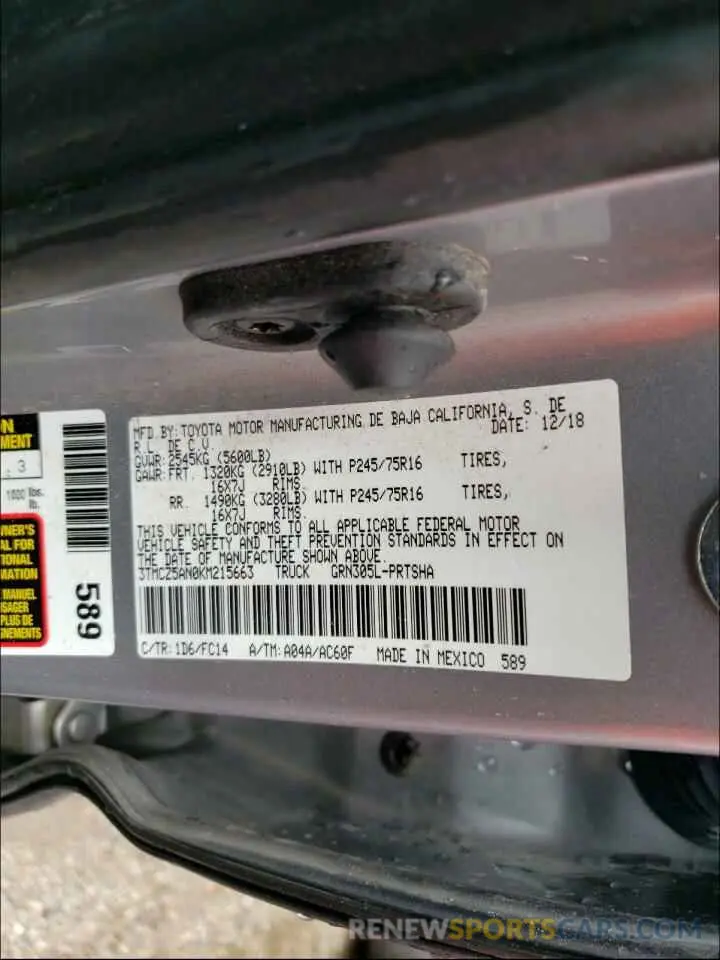 MFD.BY:TOYOTA MOTOR MANUFACTURING DE BAJA CALIFORNIA, S. DE
R.L. DE C.V. DATE: 12/18
GVWR:2545KG (5600LB)
GAWR:FRT. 1320KG (2910LB) WITH P245/75R16 TIRES,
16X7J RIMS.
RR. 1490KG (3280LB) WITH P245/75R16 TIRES,
16X7J RIMS.
THIS VEHICLE CONFORMS TO ALL APPLICABLE FEDERAL MOTOR
VEHICLE SAFETY AND THEFT PREVENTION STANDARDS IN EFFECT ON
THE DATE OF MANUFACTURE SHOWN ABOVE.
3TMCZ5AN0KM215663 TRUCK GRN305L-PRTSHA
C/TR:1D6/FC14 A/TM:A04A/AC60F MADE IN MEXICO 589
589
MANUEL
PLUS DE
RENEWSPORTSCARS.COM